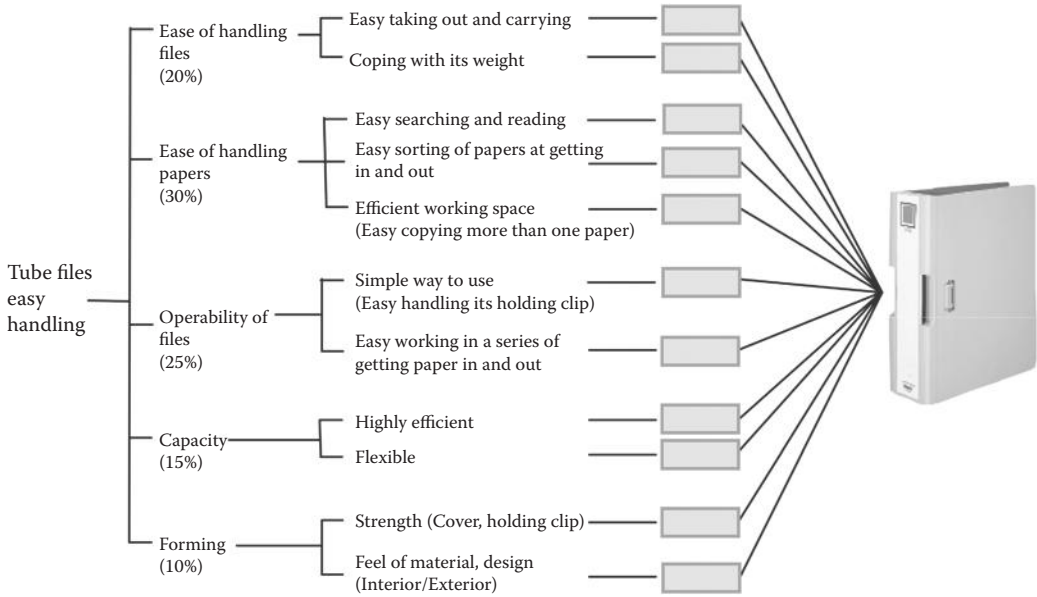 Tube files
easy
handling
Ease of handling
files
(20%)
Easy taking out and carrying
Coping with its weight
Ease of handling
papers
(30%)
Easy searching and reading
Easy sorting of papers at getting
in and out
Efficient working space
(Easy copying more than one paper)
Operability of
files
(25%)
Simple way to use
(Easy handling its holding clip)
Easy working in a series of
getting paper in and out
Capacity
(15%)
Highly efficient
Flexible
Forming
(10%)
Strength (Cover, holding clip)
Feel of material, design
(Interior/Exterior)